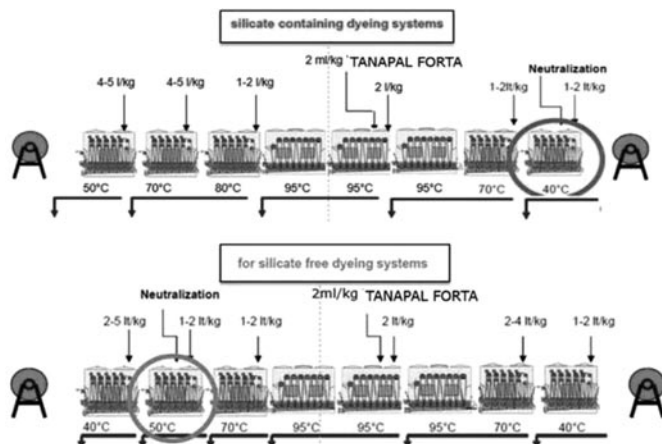 silicate containing dyeing systems
2 ml/kg TANAPAL FORTA
Neutralization
4-5 l/kg 4-5 l/kg 1-2 l/kg 2 l/kg 1-2lt/kg 1-2 lt/kg
50°C 70°C 80°C 95°C 95°C 95°C 70°C 40°C
for silicate free dyeing systems
Neutralization 2ml/kg TANAPAL FORTA
2-5 lt/kg 1-2 lt/kg 1-2 lt/kg 2 lt/kg 2-4 lt/kg 1-2 lt/kg
40°C 50°C 70°C 95°C 95°C 95°C 70°C 40°C